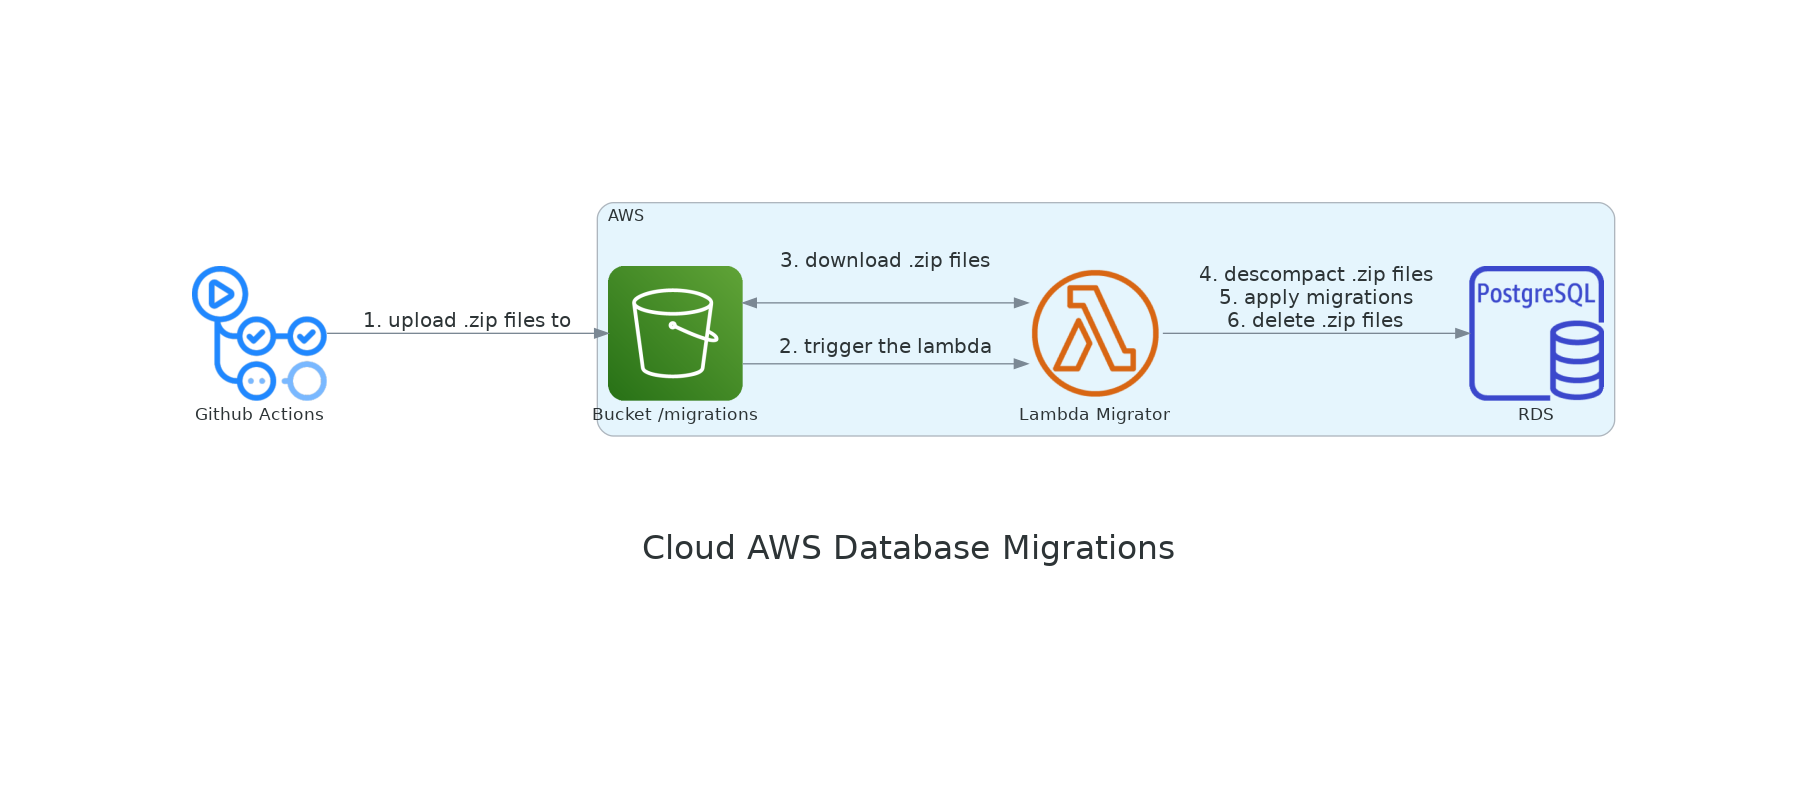 AWS
3. download .zip files
4. descompact .zip files
5. apply migrations
6. delete .zip files
PostgreSQL
1. upload .zip files to
2. trigger the lambda
Github Actions
Bucket /migrations
Lambda Migrator
RDS
Cloud AWS Database Migrations